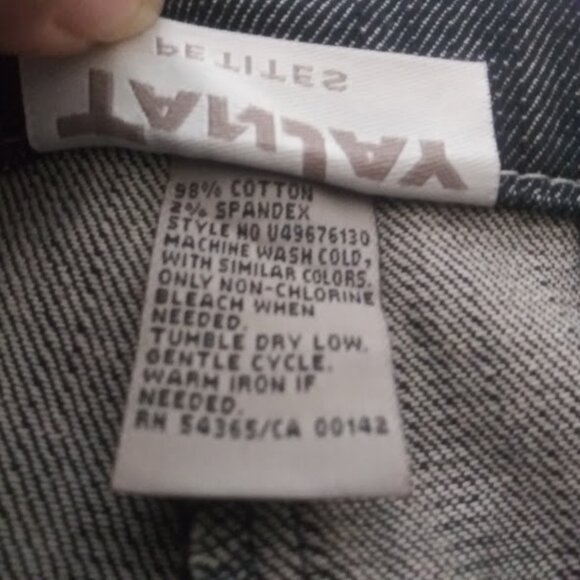 TANJAY
PETITES
98% COTTON
2% SPANDEX
STYLE NO U49676130
MACHINE WASH COLD,
WITH SIMILAR COLORS.
ONLY NON-CHLORINE
BLEACH WHEN
NEEDED.
TUMBLE DRY LOW.
GENTLE CYCLE.
WARM IRON IF
NEEDED.
RN 54365/CA 00142